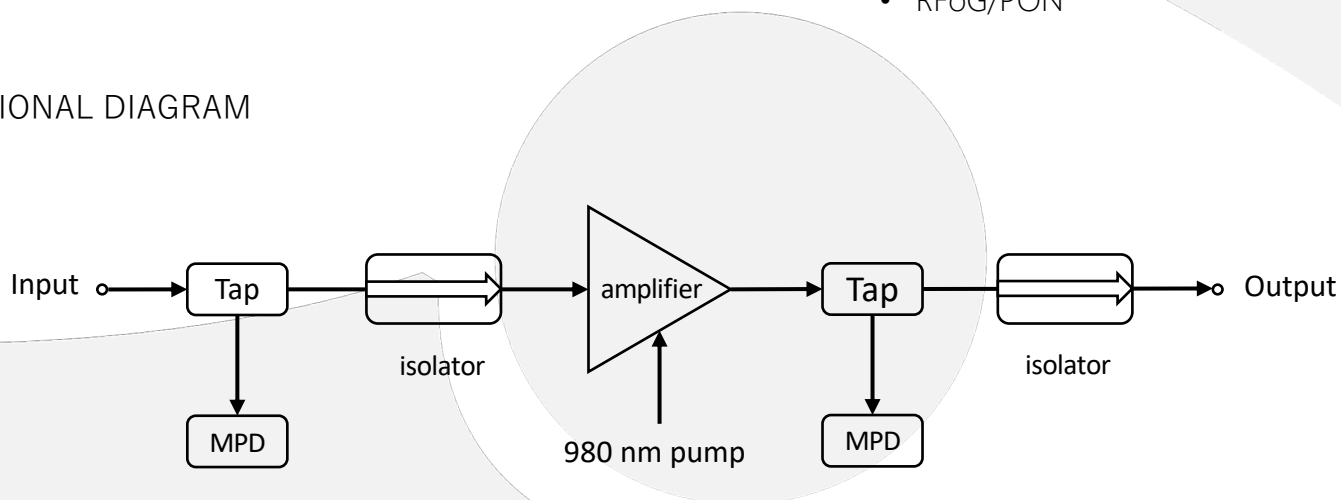 • RFoG/PON
IONAL DIAGRAM
Input
Tap
amplifier
Tap
Output
isolator
isolator
MPD
980 nm pump
MPD